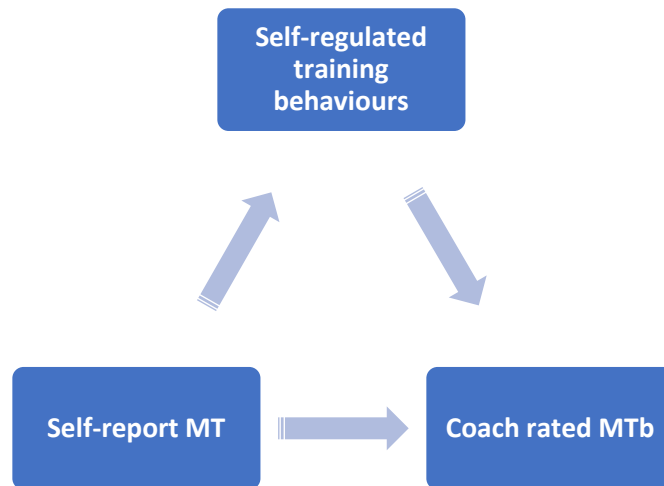 Self-regulated
training
behaviours
Self-report MT
Coach rated MTb